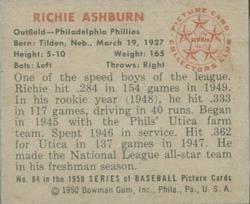 RICHIE ASHBURN
Outfield—Philadelphia Phillies
Born: Tilden, Neb., March 19, 1927
Height: 5-10 Weight: 165
Bats: Left Throws: Right
PICTURE CARD
COLLECTORS CLUB
One of the speed boys of the league.
Richie hit .284 in 154 games in 1949.
In his rookie year (1948), he hit .333
in 117 games, driving in 40 runs. Began
in 1945 with the Phils' Utica farm
team. Spent 1946 in service. Hit .362
for Utica in 137 games in 1947. He
made the National League all-star team
in his freshman season.
No. 84 in the 1950 SERIES OF BASEBALL Picture Cards
©1950 Bowman Gum, Inc., Phila., Pa., U. S. A.